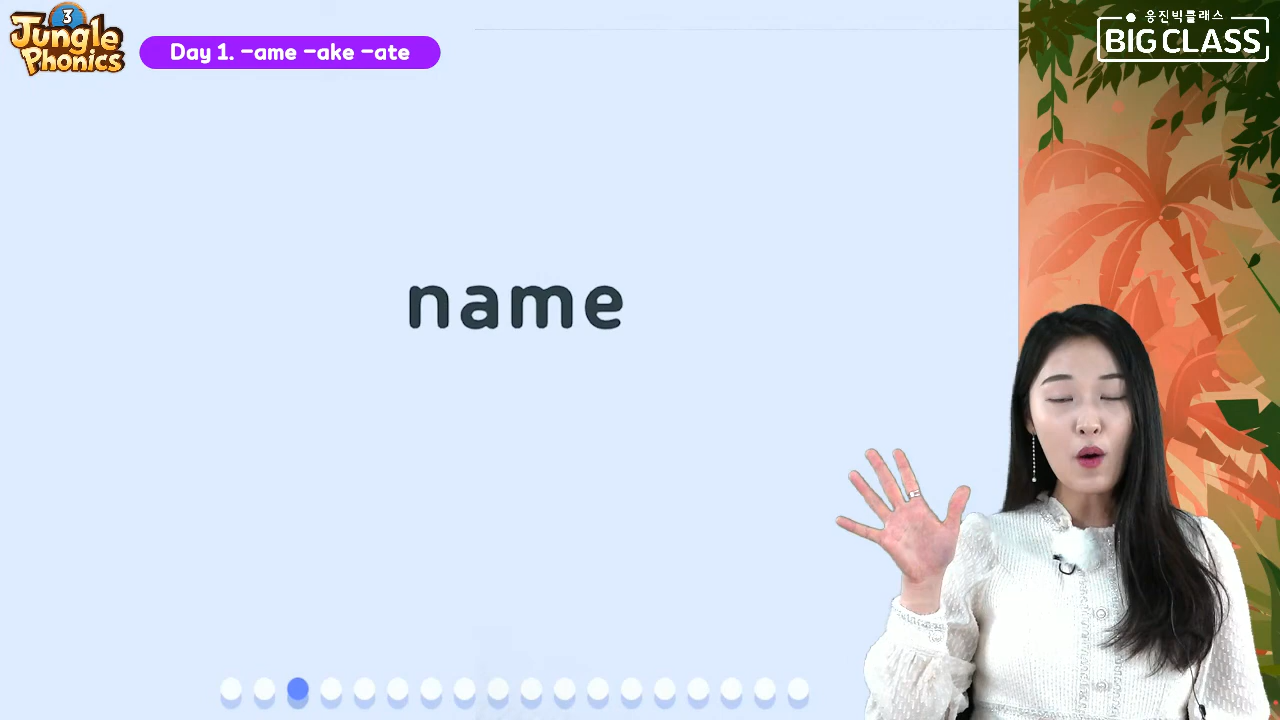 3
Jungle
Phonics
Day 1. -ame -ake -ate
웅진빅클래스
BIG CLASS
name